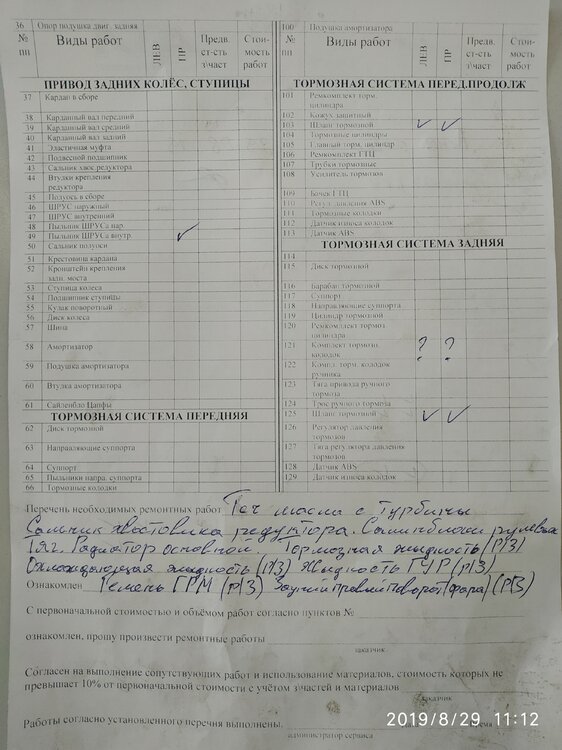 36 Опор подушка двиг. задняя
№ пп Виды работ ЛЕВ ПР Предв. ст-сть з\част Стои-мость работ
ПРИВОД ЗАДНИХ КОЛЁС, СТУПИЦЫ
37 Кардан в сборе
38 Карданный вал передний
39 Карданный вал средний
40 Карданный вал задний
41 Эластичная муфта
42 Подвесной подшипник
43 Сальник хвос.редуктора
44 Втулки крепления редуктора
45 Полуось в сборе
46 ШРУС наружный
47 ШРУС внутренний
48 Пыльник ШРУСа нар.
49 Пыльник ШРУСа внутр. ✓
50 Сальник полуоси
51 Крестовина кардана
52 Кронштейн крепления задн. моста
53 Ступица колеса
54 Подшипник ступицы
55 Кулак поворотный
56 Диск колеса
57 Шина
58 Амортизатор
59 Подушка амортизатора
60 Втулка амортизатора
61 Сайленбло Цапфы
ТОРМОЗНАЯ СИСТЕМА ПЕРЕДНЯЯ
62 Диск тормозной
63 Направляющие суппорта
64 Суппорт
65 Пыльники напра. суппорта
66 Тормозные колодки
100 Подушка амортизатора
№ пп Виды работ ЛЕВ ПР Предв. ст-сть з\част Стои-мость работ
ТОРМОЗНАЯ СИСТЕМА ПЕРЕД.ПРОДОЛЖ
101 Ремкомплект торм. цилиндра
102 Кожух защитный
103 Шланг тормозной ✓ ✓
104 Тормозные цилиндры
105 Главный торм. цилиндр
106 Ремкомплект ГТЦ
107 Трубки тормозные
108 Усилитель тормозов
109 Бачек ГТЦ
110 Регул. давления ABS
111 Тормозные колодки
112 Датчик износа колодок
113 Датчик ABS
ТОРМОЗНАЯ СИСТЕМА ЗАДНЯЯ
114
115 Диск тормозной
116 Барабан тормозной
117 Суппорт
118 Направляющие суппорта
119 Цилиндр тормозной
120 Ремкомплект тормоз цилиндра
121 Комплект тормозн колодок ? ?
122 Компл. торм. колодок ручника
123 Тяга привода ручного тормоза
124 Трос ручного тормоза
125 Шланг тормозной ✓ ✓
126 Регулятор давления тормозов
127 Тяга регулятора давления тормозов
128 Датчик ABS
129 Датчик износа колодок
Перечень необходимых ремонтных работ Теч масла с Турбины
Сальник хвостовика редуктора. Салинблоки рулевых
тяг. Радиатор основной. Тормозная жидкость (РЗ)
Охлаждающая жидкость (РЗ) Жидкость ГУР (РЗ)
Ознакомлен Ремень ГРМ (РЗ) Задний правый поворот (фара) (РЗ)
С первоначальной стоимостью и объёмом работ согласно пунктов №
ознакомлен, прошу произвести ремонтные работы
заказчик
Согласен на выполнение сопутствующих работ и использование материалов, стоимость которых не
превышает 10% от первоначальной стоимости с учётом з\частей и материалов
заказчик
Работы согласно установленного перечня выполнены.
администратор сервиса
2019/8/29 11:12